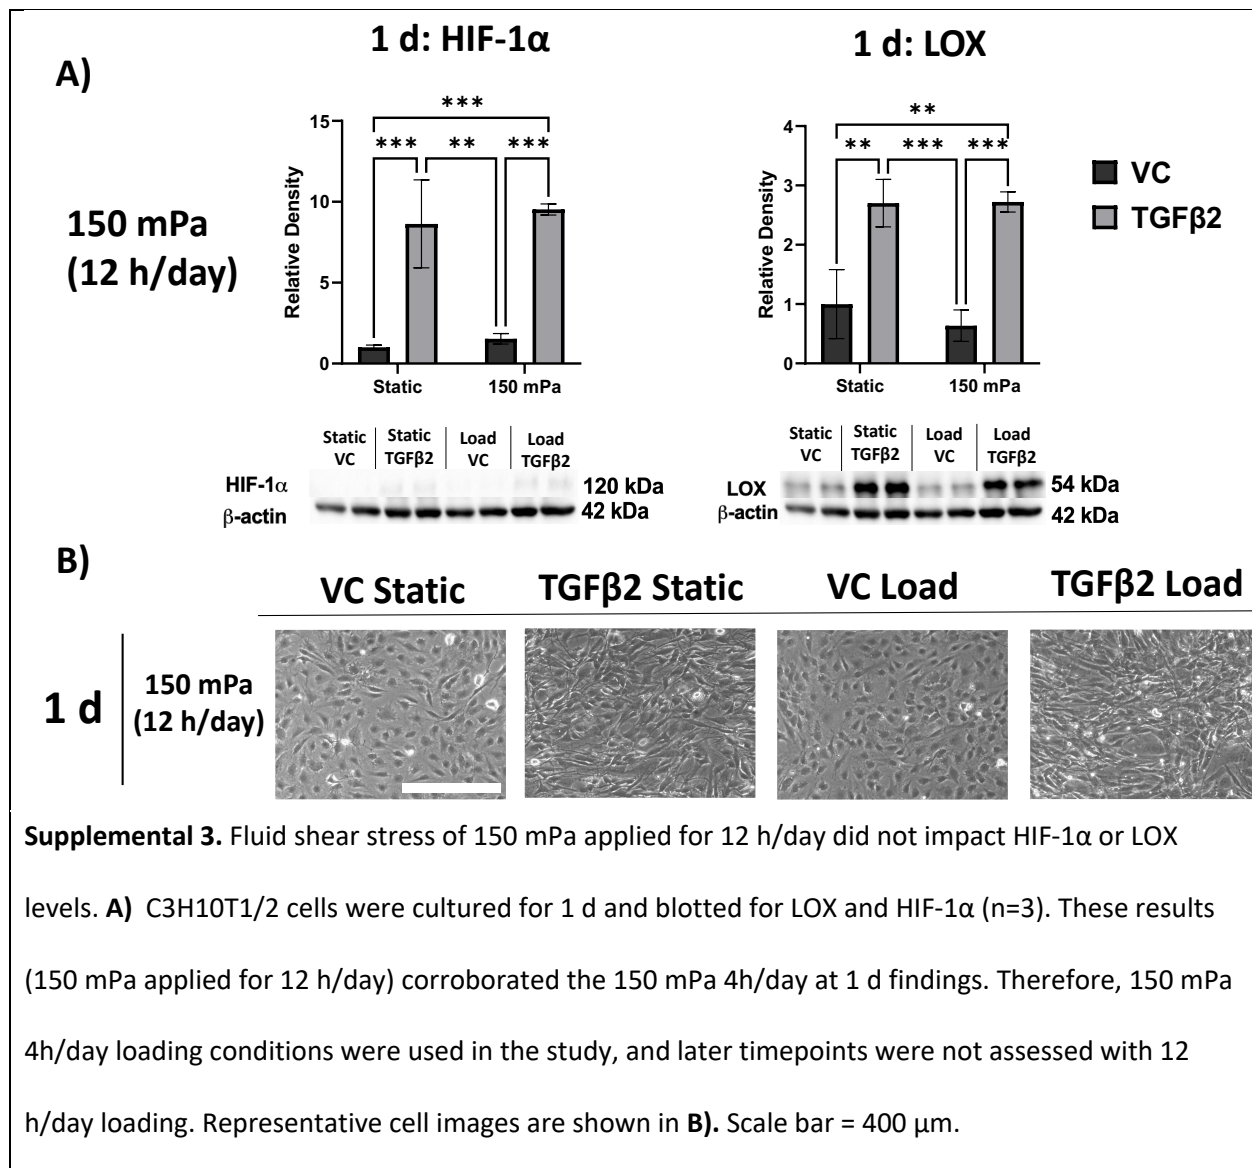 A)
1 d: HIF-1α
1 d: LOX
150 mPa
(12 h/day)
Relative Density
15
10
5
0
***
*** ** ***
Static 150 mPa
Relative Density
4
3
2
1
0
**
** *** ***
Static 150 mPa
VC
TGFβ2
Static Static Load Load
VC TGFβ2 VC TGFβ2
HIF-1α 120 kDa
β-actin 42 kDa
Static Static Load Load
VC TGFβ2 VC TGFβ2
LOX 54 kDa
β-actin 42 kDa
B)
VC Static TGFβ2 Static VC Load TGFβ2 Load
1 d
150 mPa
(12 h/day)
Supplemental 3. Fluid shear stress of 150 mPa applied for 12 h/day did not impact HIF-1α or LOX
levels. A) C3H10T1/2 cells were cultured for 1 d and blotted for LOX and HIF-1α (n=3). These results
(150 mPa applied for 12 h/day) corroborated the 150 mPa 4h/day at 1 d findings. Therefore, 150 mPa
4h/day loading conditions were used in the study, and later timepoints were not assessed with 12
h/day loading. Representative cell images are shown in B). Scale bar = 400 μm.